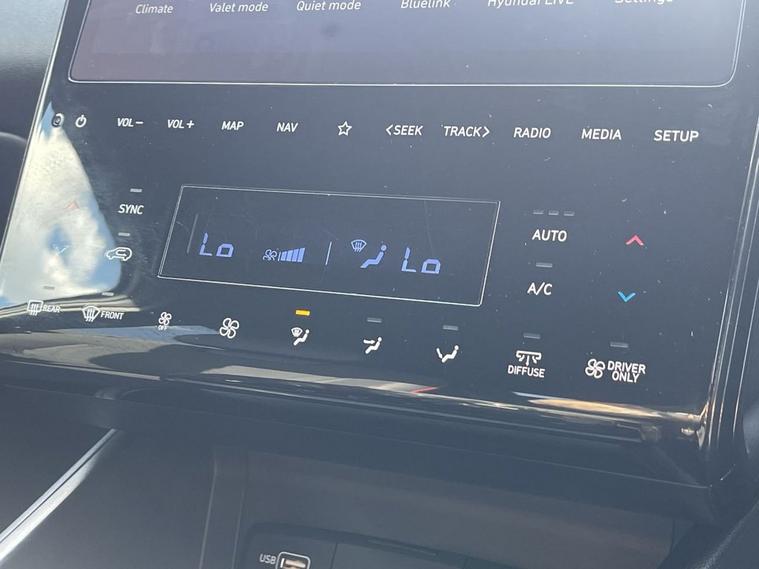 Climate Valet mode Quiet mode Bluelink Hyundai LIVE Settings
VOL− VOL+ MAP NAV <SEEK TRACK> RADIO MEDIA SETUP
SYNC
AUTO
Lo Lo
A/C
REAR FRONT
OFF
DIFFUSE
DRIVER
ONLY
USB